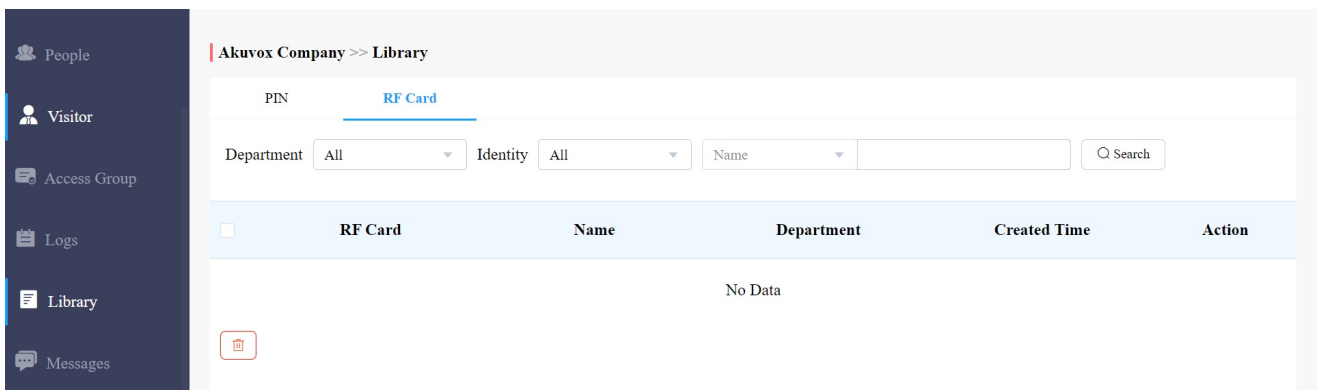 People
Visitor
Access Group
Logs
Library
Messages
Akuvox Company >> Library
PIN RF Card
Department All Identity All Name Search
RF Card Name Department Created Time Action
No Data